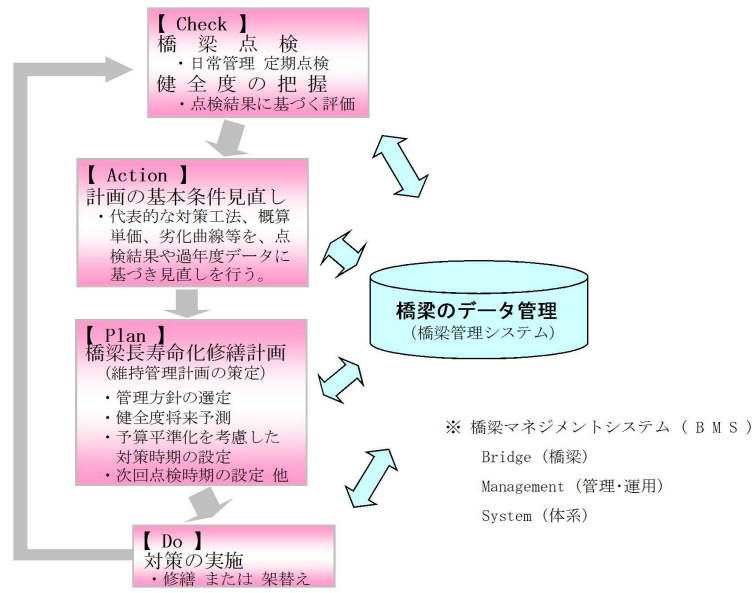 【 Check 】
橋 梁 点 検
・日常管理 定期点検
健 全 度 の 把 握
・点検結果に基づく評価
【 Action 】
計画の基本条件見直し
・代表的な対策工法、概算
単価、劣化曲線等を、点
検結果や過年度データに
基づき見直しを行う。
【 Plan 】
橋梁長寿命化修繕計画
(維持管理計画の策定)
・管理方針の選定
・健全度将来予測
・予算平準化を考慮した
対策時期の設定
・次回点検時期の設定 他
【 Do 】
対策の実施
・修繕 または 架替え
橋梁のデータ管理
(橋梁管理システム)
※ 橋梁マネジメントシステム ( B M S )
Bridge (橋梁)
Management (管理・運用)
System (体系)